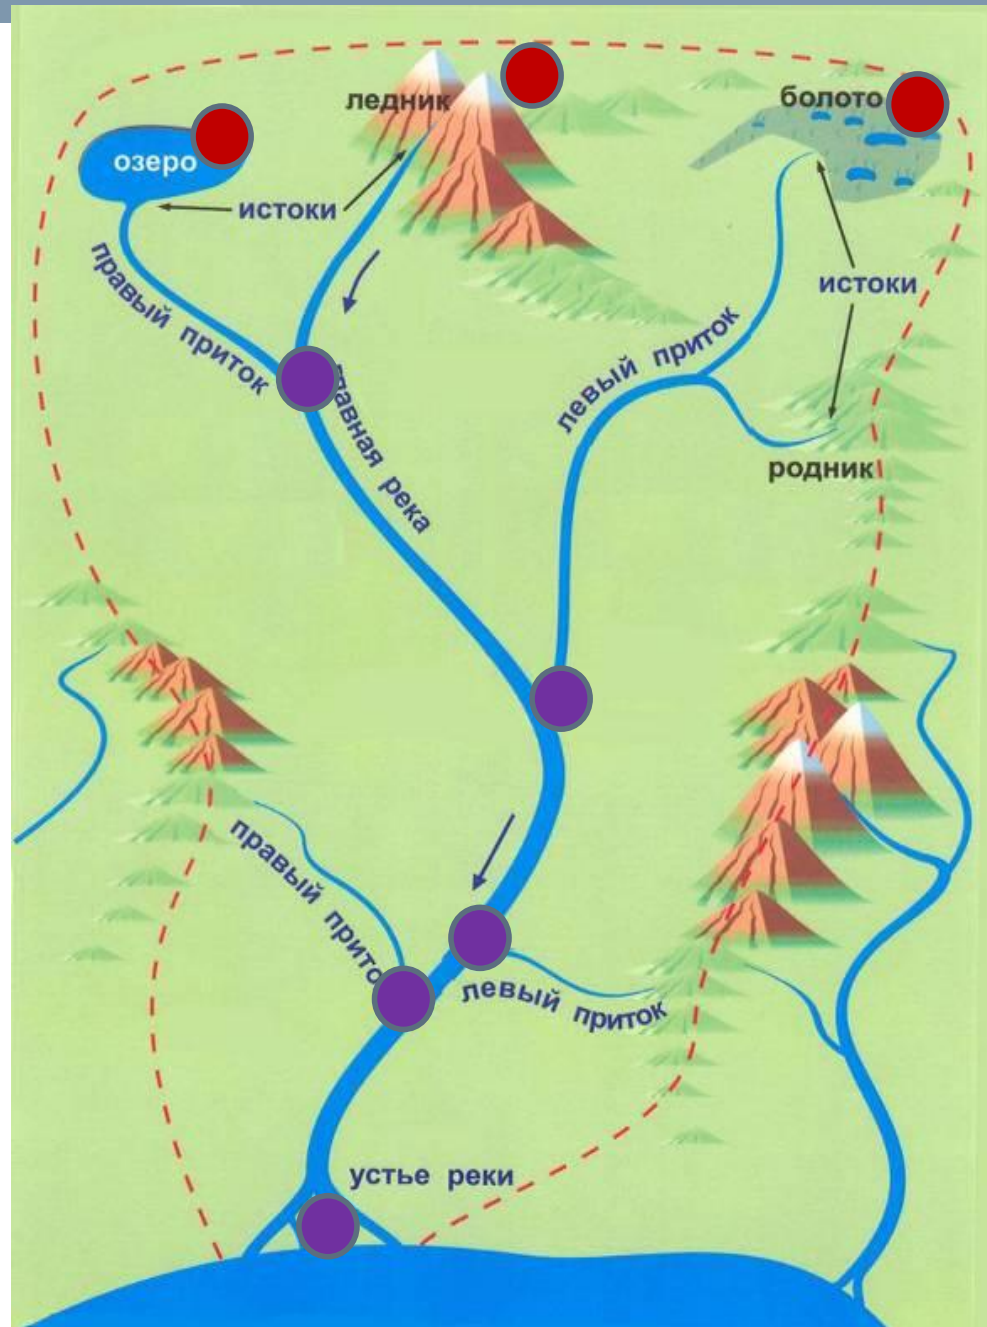 ледник
болото
озеро
истоки
истоки
правый приток
левый приток
главная река
родник
правый приток
левый приток
устье реки